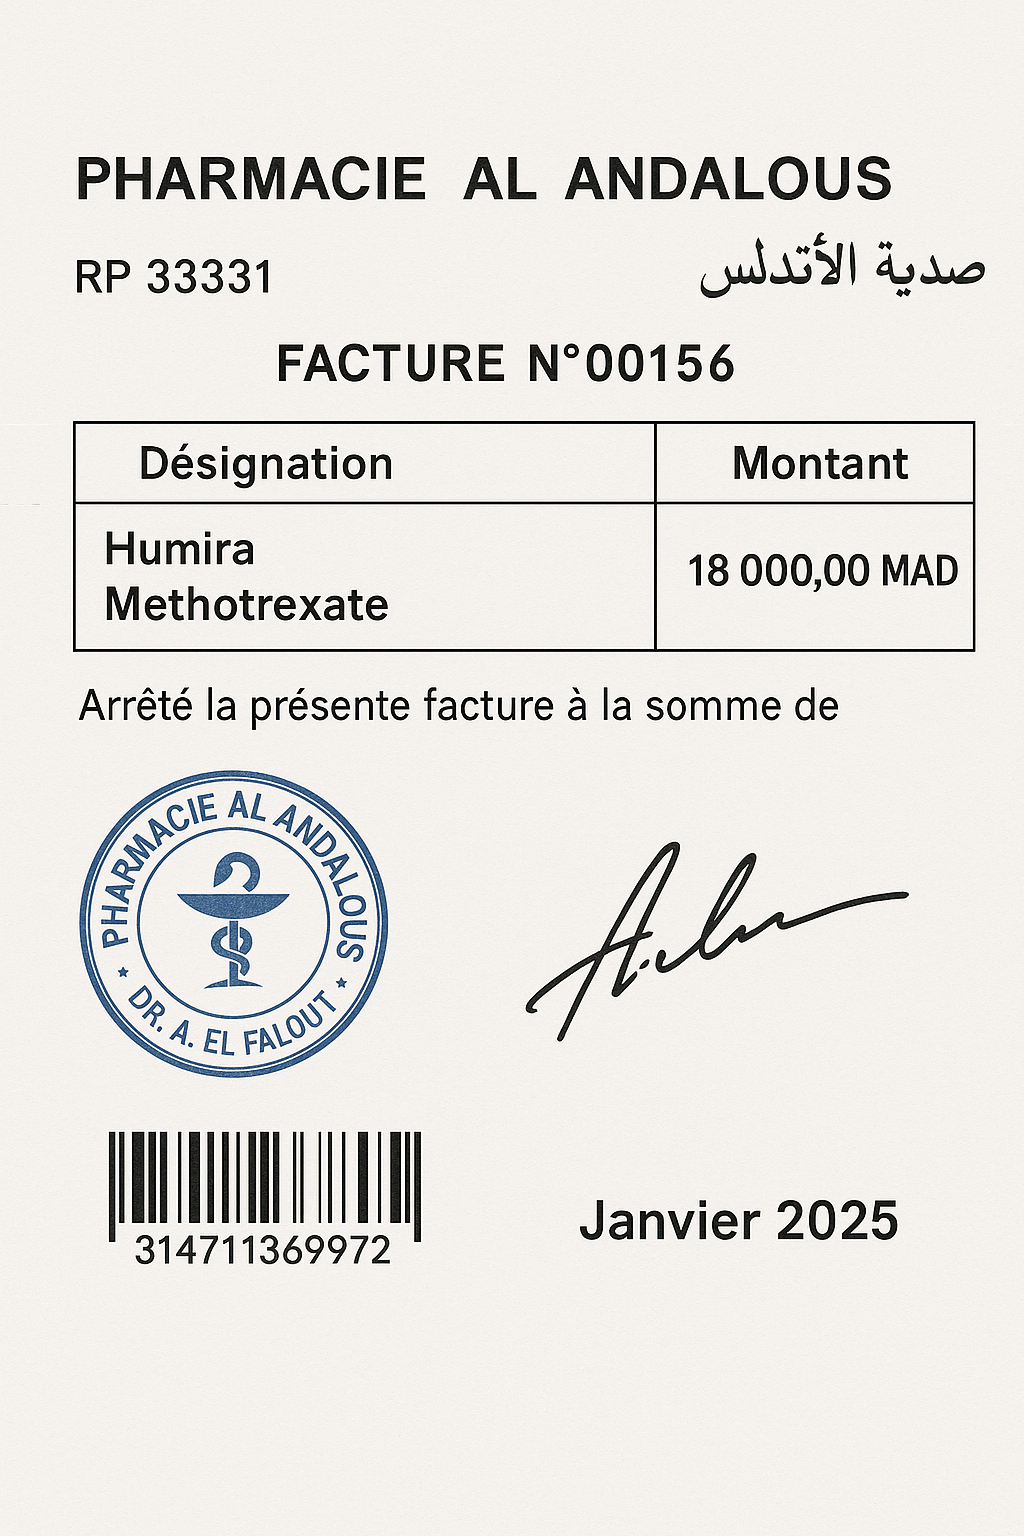 PHARMACIE AL ANDALOUS
RP 33331
صدية الأتدلس
FACTURE N°00156
Désignation Montant
Humira
Methotrexate
18 000,00 MAD
Arrêté la présente facture à la somme de
PHARMACIE AL ANDALOUS
DR. A. EL FALOUT
314711369972
Janvier 2025